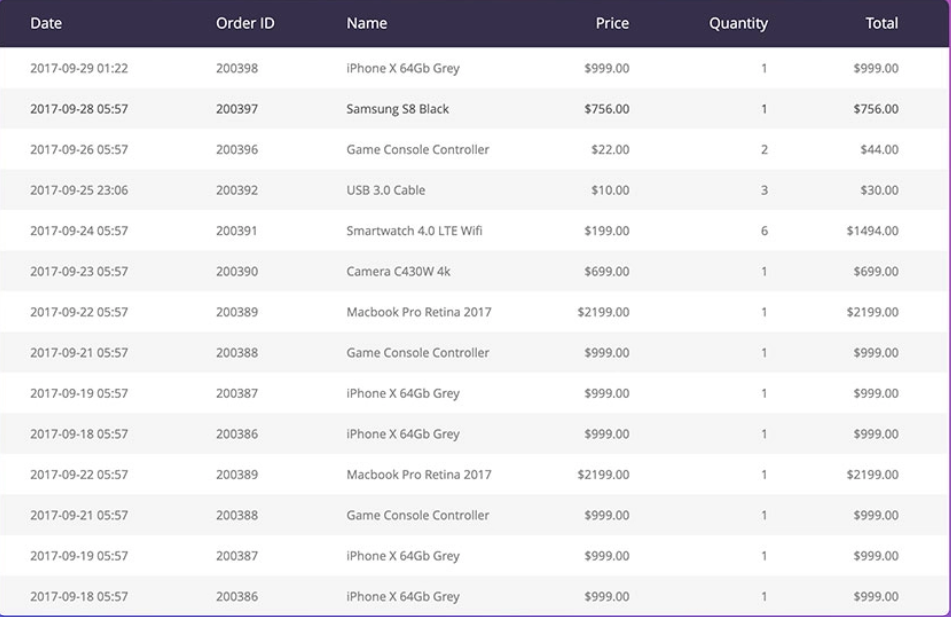 Date Order ID Name Price Quantity Total
2017-09-29 01:22 200398 iPhone X 64Gb Grey $999.00 1 $999.00
2017-09-28 05:57 200397 Samsung S8 Black $756.00 1 $756.00
2017-09-26 05:57 200396 Game Console Controller $22.00 2 $44.00
2017-09-25 23:06 200392 USB 3.0 Cable $10.00 3 $30.00
2017-09-24 05:57 200391 Smartwatch 4.0 LTE Wifi $199.00 6 $1494.00
2017-09-23 05:57 200390 Camera C430W 4k $699.00 1 $699.00
2017-09-22 05:57 200389 Macbook Pro Retina 2017 $2199.00 1 $2199.00
2017-09-21 05:57 200388 Game Console Controller $999.00 1 $999.00
2017-09-19 05:57 200387 iPhone X 64Gb Grey $999.00 1 $999.00
2017-09-18 05:57 200386 iPhone X 64Gb Grey $999.00 1 $999.00
2017-09-22 05:57 200389 Macbook Pro Retina 2017 $2199.00 1 $2199.00
2017-09-21 05:57 200388 Game Console Controller $999.00 1 $999.00
2017-09-19 05:57 200387 iPhone X 64Gb Grey $999.00 1 $999.00
2017-09-18 05:57 200386 iPhone X 64Gb Grey $999.00 1 $999.00